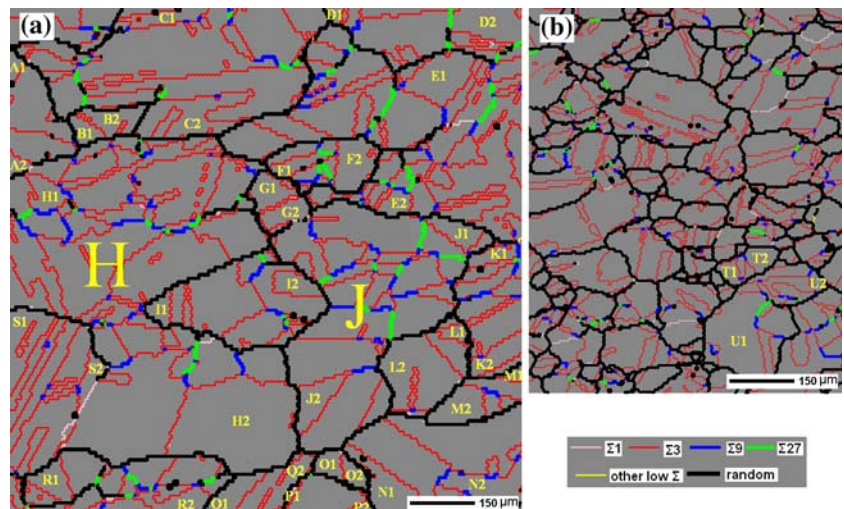 (a)
C1
D1
D2
A1
E1
B2
B1
C2
A2
F2
F1
G1
H1
E2
G2
J1
H
K1
I2
J
I1
S1
L1
S2
L2
K2
M1
J2
M2
H2
Q2
O1
O2
R1
P1
N1
N2
R2
Q1
P2
150 μm
(b)
T2
T1
U2
U1
150 μm
Σ1 Σ3 Σ9 Σ27
other low Σ random